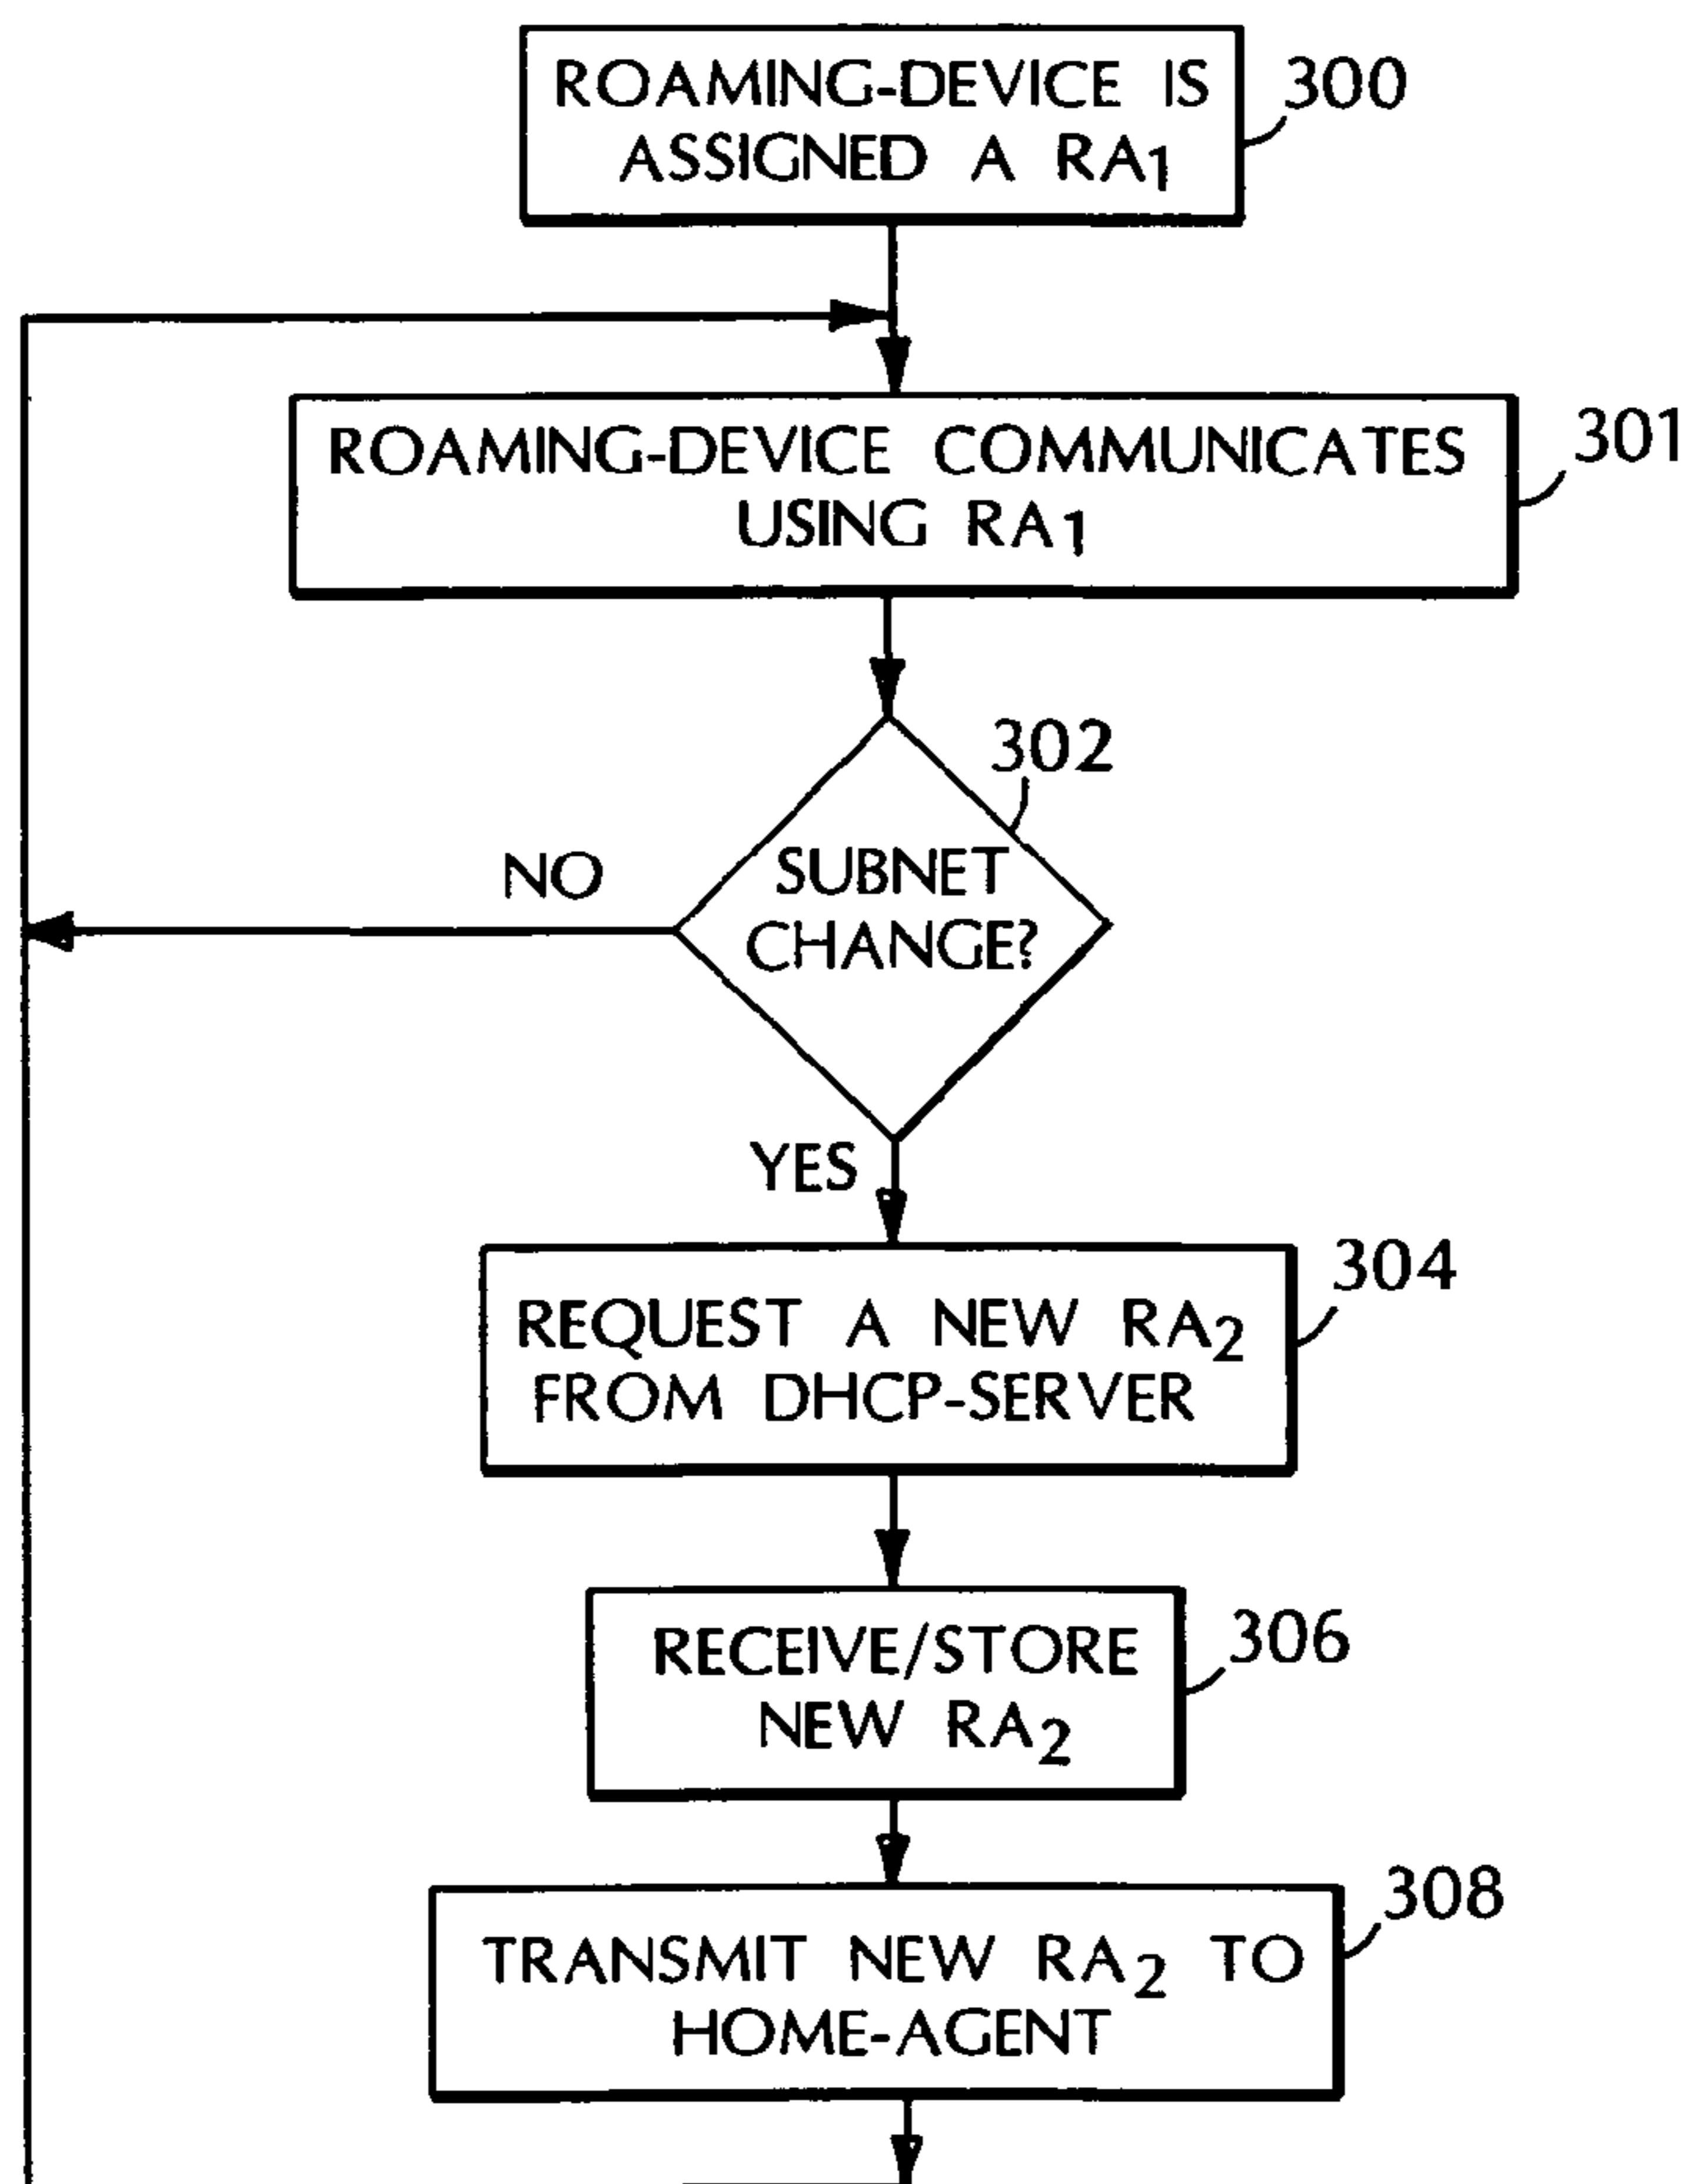 ROAMING-DEVICE IS
ASSIGNED A RA1
300
ROAMING-DEVICE COMMUNICATES
USING RA1
301
302
SUBNET
CHANGE?
NO
YES
REQUEST A NEW RA2
FROM DHCP-SERVER
304
RECEIVE/STORE
NEW RA2
306
TRANSMIT NEW RA2 TO
HOME-AGENT
308